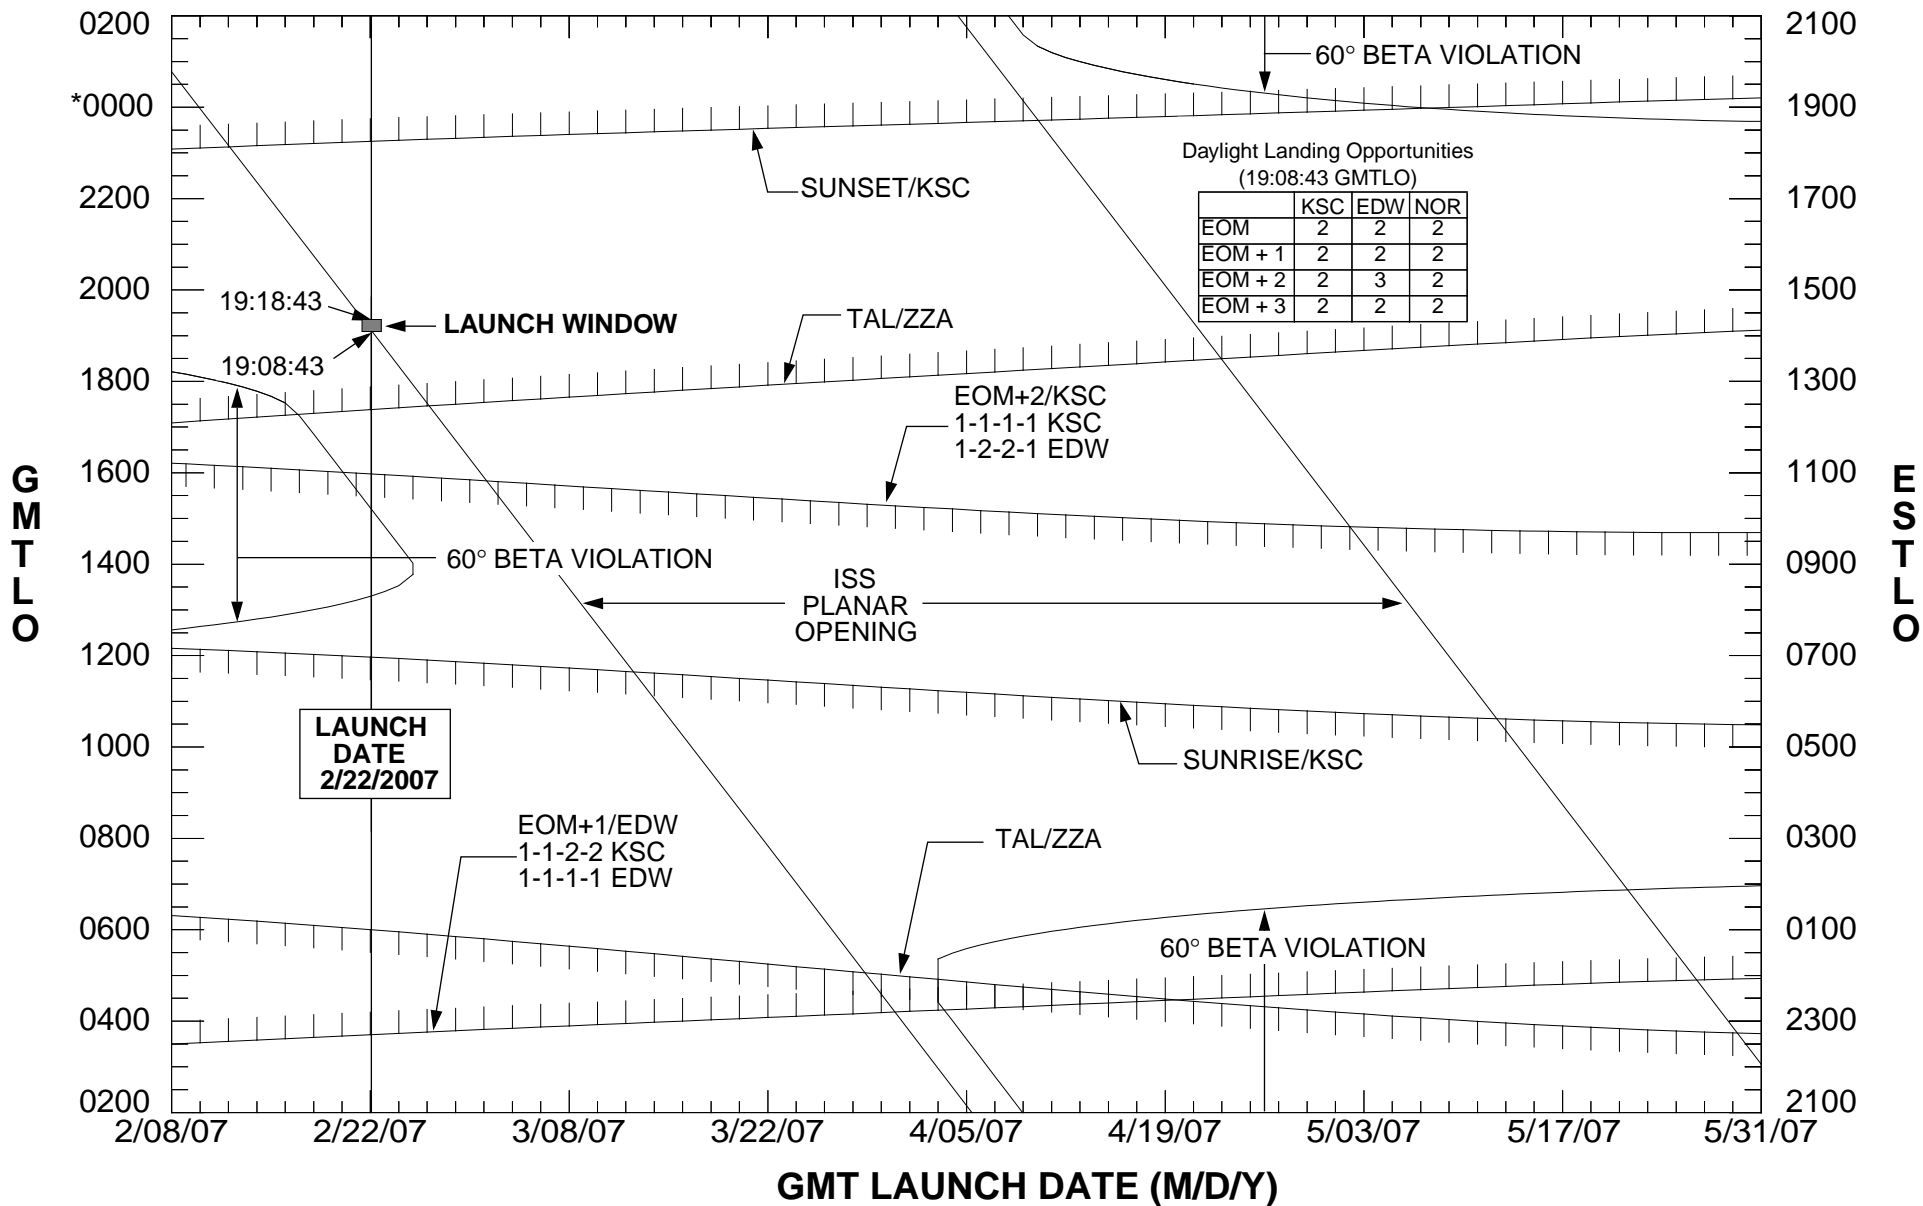 0200
*0000
2200
2000
1800
1600
1400
1200
1000
0800
0600
0400
0200
GMTLO
2100
1900
1700
1500
1300
1100
0900
0700
0500
0300
0100
2300
2100
ESTLO
60° BETA VIOLATION
SUNSET/KSC
Daylight Landing Opportunities
(19:08:43 GMTLO)
KSC EDW NOR
EOM 2 2 2
EOM + 1 2 2 2
EOM + 2 2 3 2
EOM + 3 2 2 2
19:18:43
LAUNCH WINDOW
19:08:43
TAL/ZZA
EOM+2/KSC
1-1-1-1 KSC
1-2-2-1 EDW
60° BETA VIOLATION
ISS
PLANAR
OPENING
LAUNCH
DATE
2/22/2007
SUNRISE/KSC
EOM+1/EDW
1-1-2-2 KSC
1-1-1-1 EDW
TAL/ZZA
60° BETA VIOLATION
2/08/07 2/22/07 3/08/07 3/22/07 4/05/07 4/19/07 5/03/07 5/17/07 5/31/07
GMT LAUNCH DATE (M/D/Y)